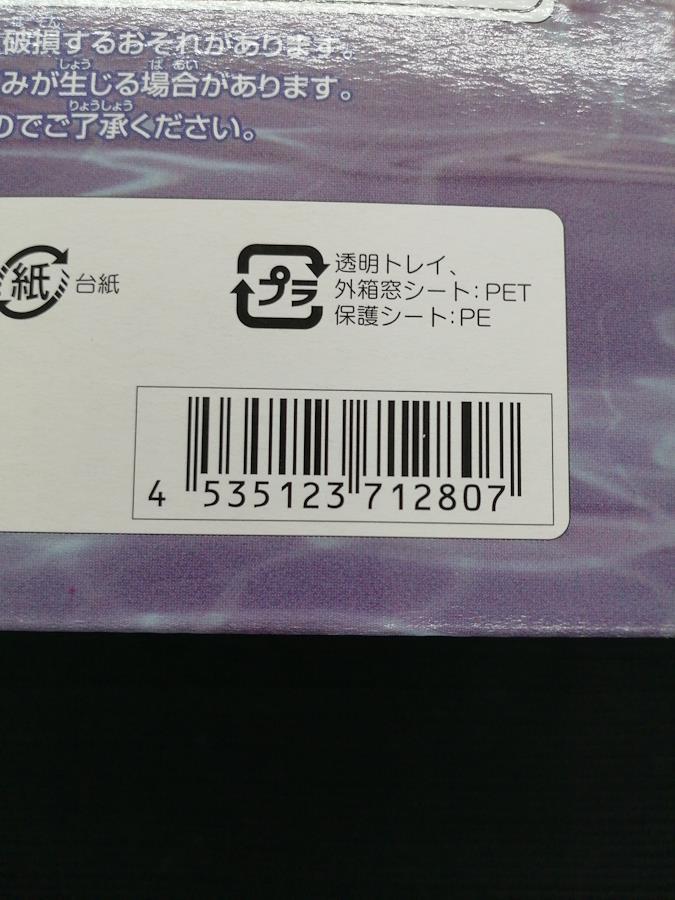 破損するおそれがあります。
みが生じる場合があります。
のでご了承ください。
紙 台紙
プラ 透明トレイ、
外箱窓シート:PET
保護シート:PE
4 535123 712807